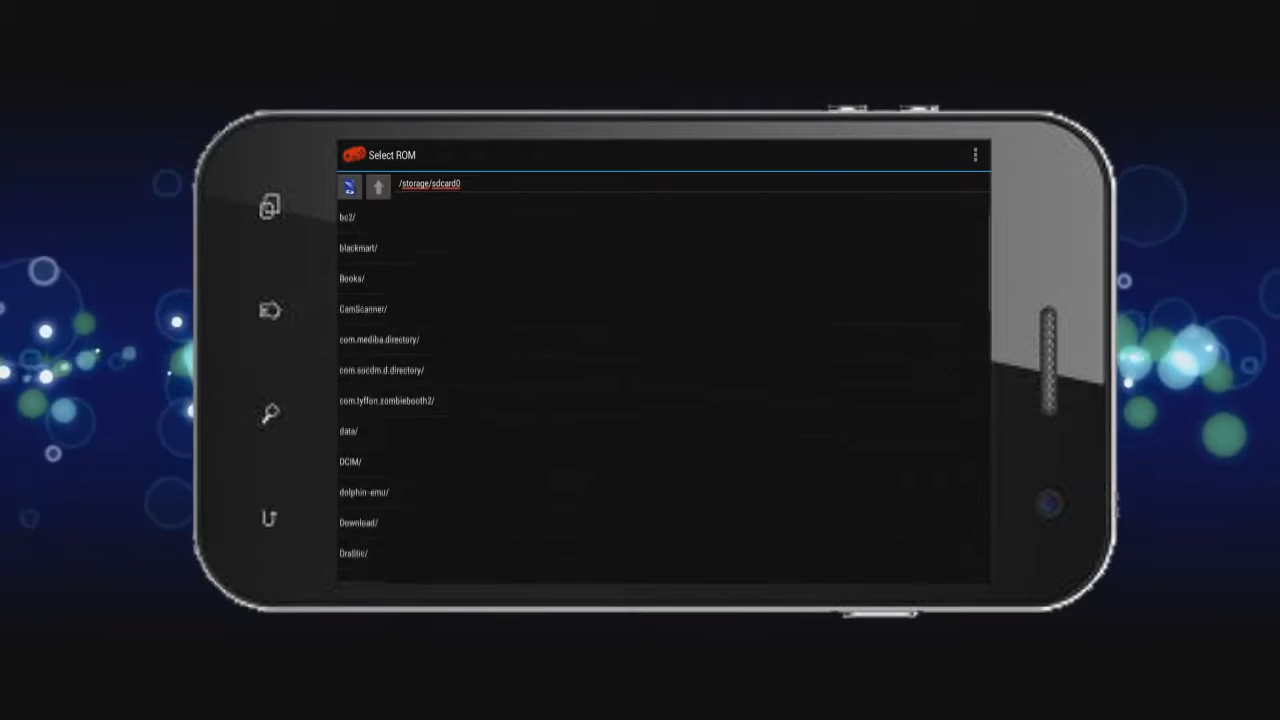 Select ROM
/storage/sdcard0
bc2/
blackmart/
Books/
CamScanner/
com.mediba.directory/
com.socdm.d.directory/
com.tyffon.zombiebooth2/
data/
DCIM/
dolphin-emu/
Download/
DraStic/